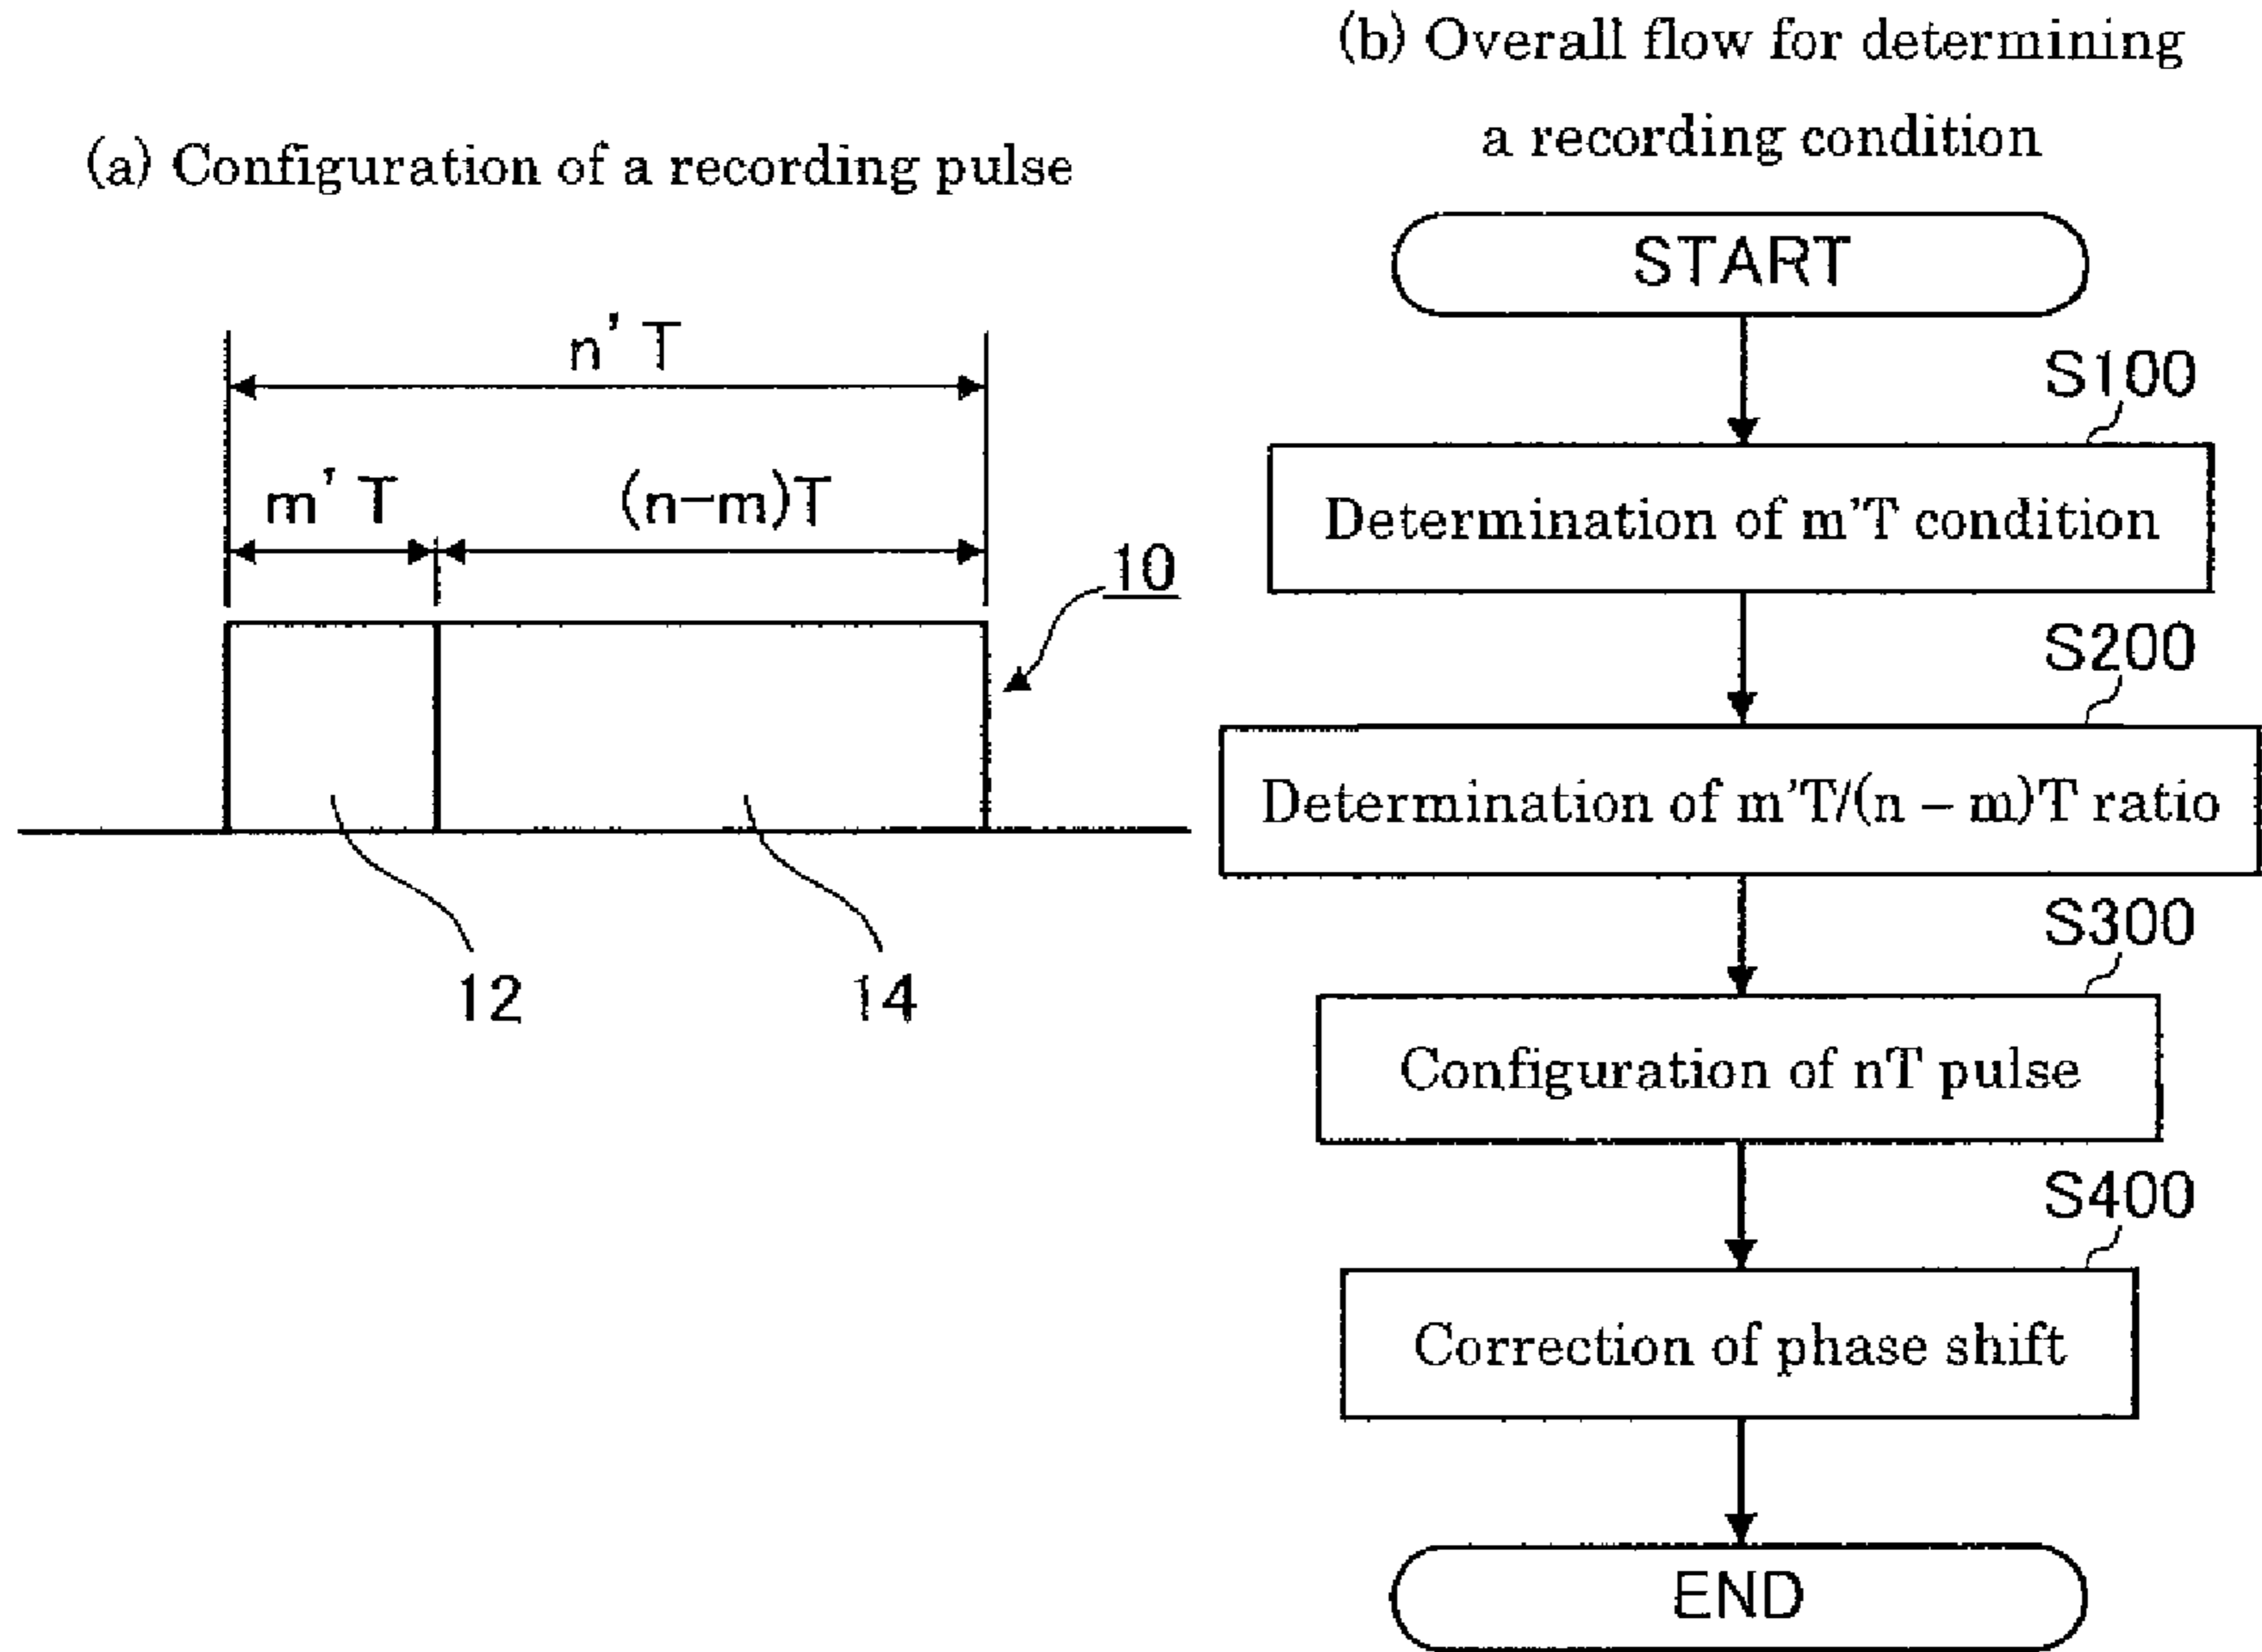 (a) Configuration of a recording pulse
n' T
m' T
(n-m)T
10
12
14
(b) Overall flow for determining
a recording condition
START
S100
Determination of m'T condition
S200
Determination of m'T/(n – m)T ratio
S300
Configuration of nT pulse
S400
Correction of phase shift
END